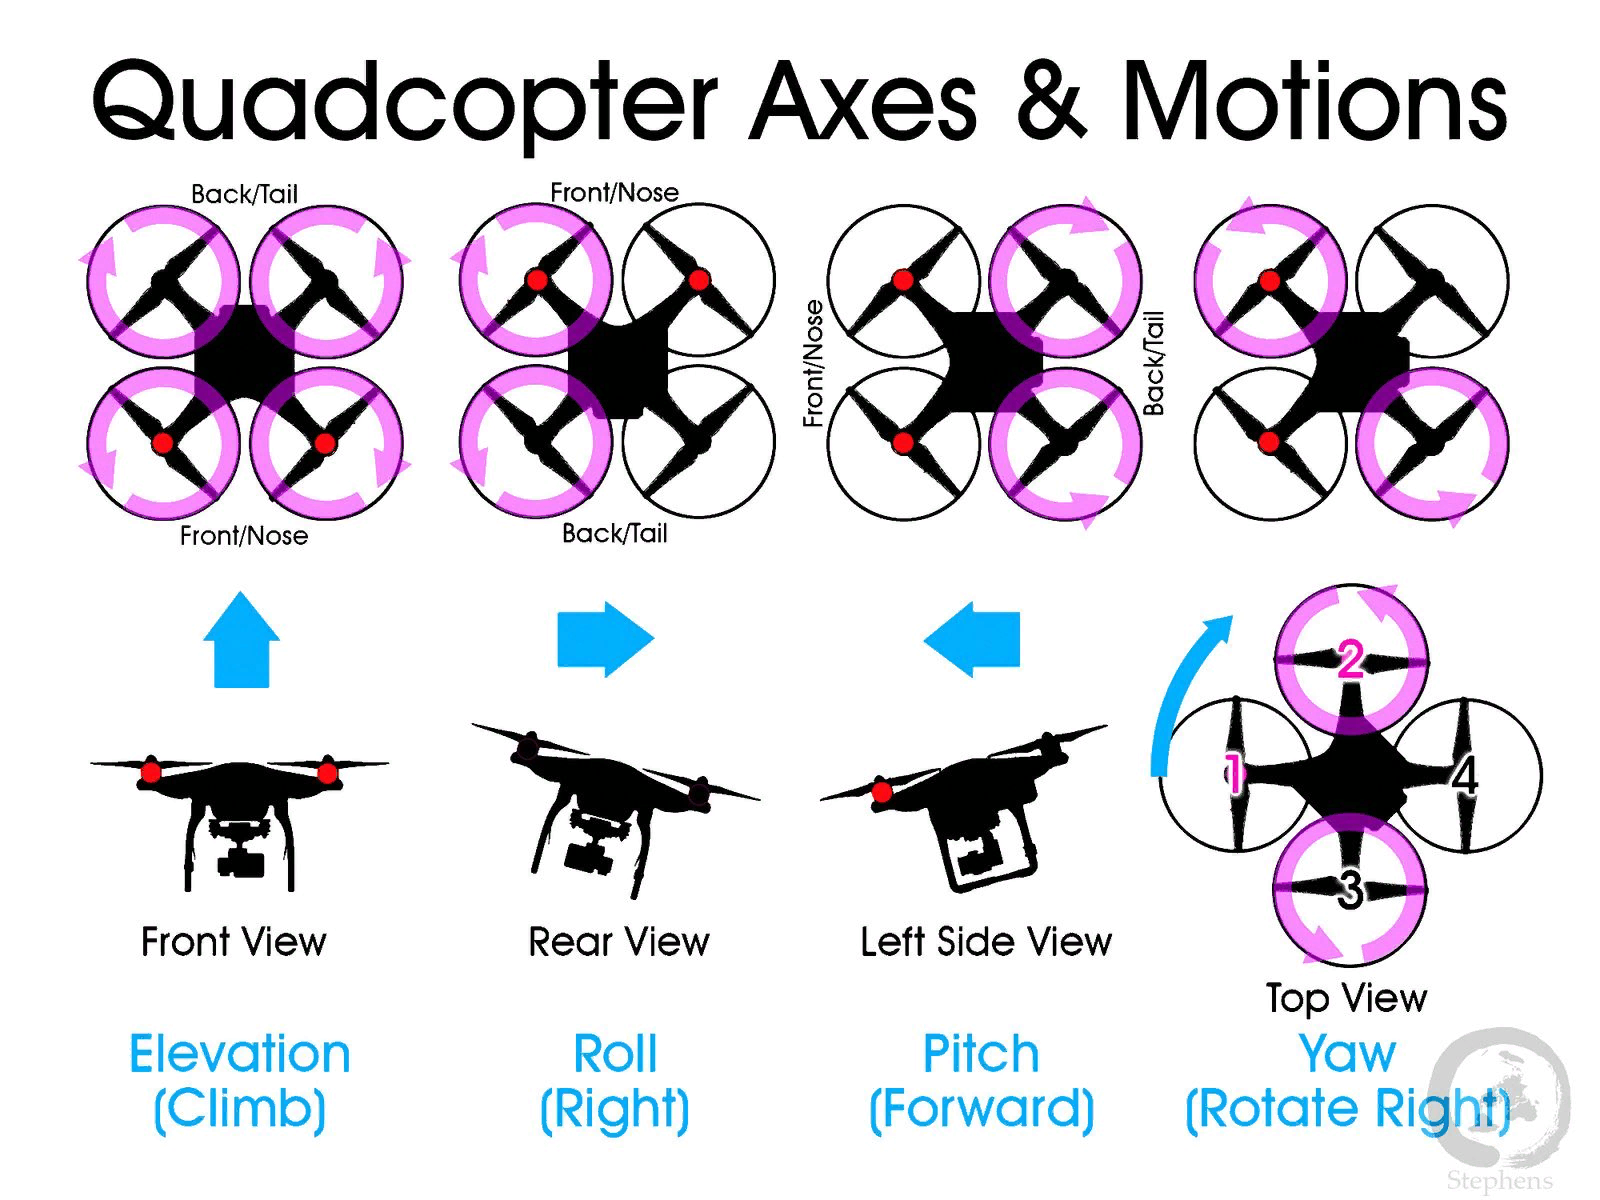 Quadcopter Axes & Motions
Back/Tail
Front/Nose
Front/Nose
Back/Tail
Front/Nose
Back/Tail
2
1
4
3
Front View
Rear View
Left Side View
Top View
Elevation
(Climb)
Roll
(Right)
Pitch
(Forward)
Yaw
(Rotate Right)
Stephens